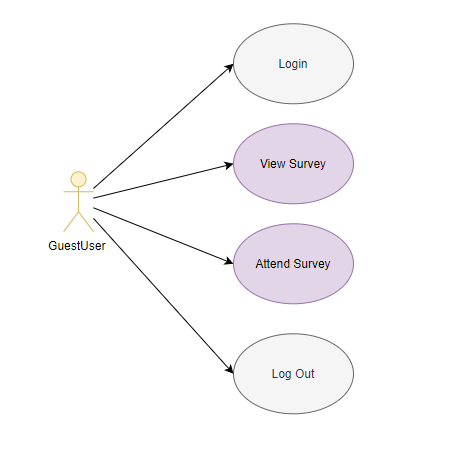 Login
View Survey
GuestUser
Attend Survey
Log Out